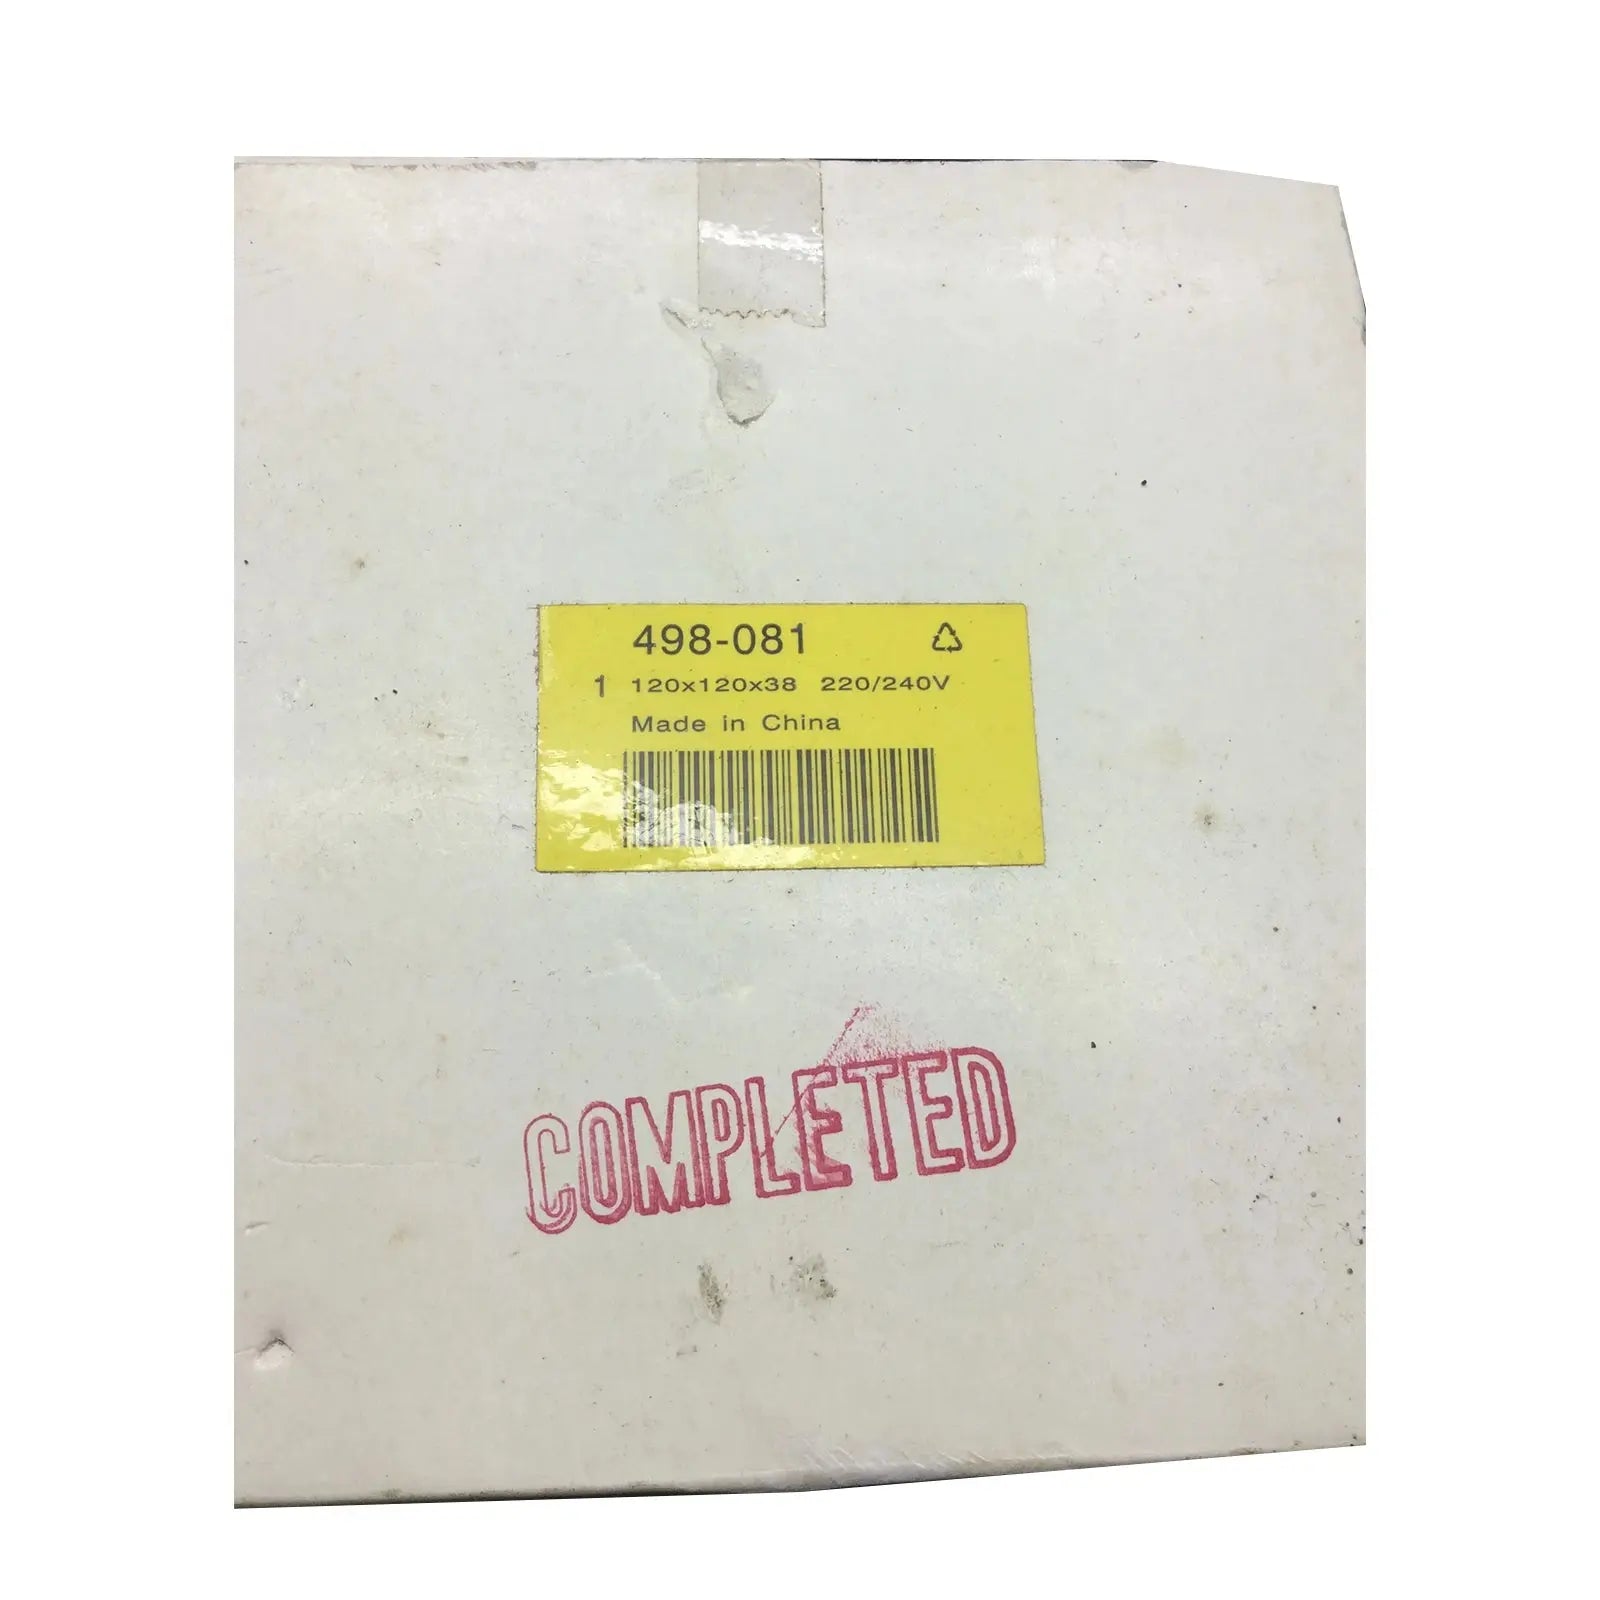 498-081
1 120x120x38 220/240V
Made in China
COMPLETED